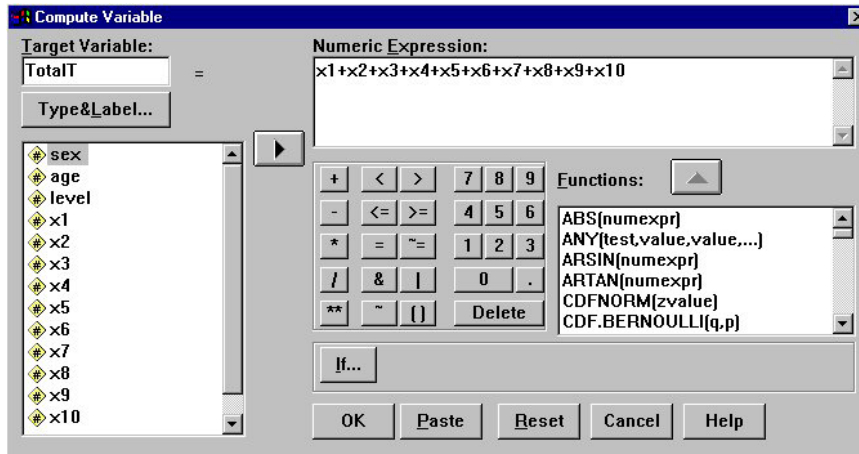 Compute Variable
Target Variable:
TotalT
=
Type&Label...
Numeric Expression:
x1+x2+x3+x4+x5+x6+x7+x8+x9+x10
sex
age
level
x1
x2
x3
x4
x5
x6
x7
x8
x9
x10
+ < > 7 8 9
- <= >= 4 5 6
* = ~= 1 2 3
/ & | 0 .
** ~ () Delete
Functions:
ABS(numexpr)
ANY(test,value,value,...)
ARSIN(numexpr)
ARTAN(numexpr)
CDFNORM(zvalue)
CDF.BERNOULLI(q,p)
If...
OK Paste Reset Cancel Help